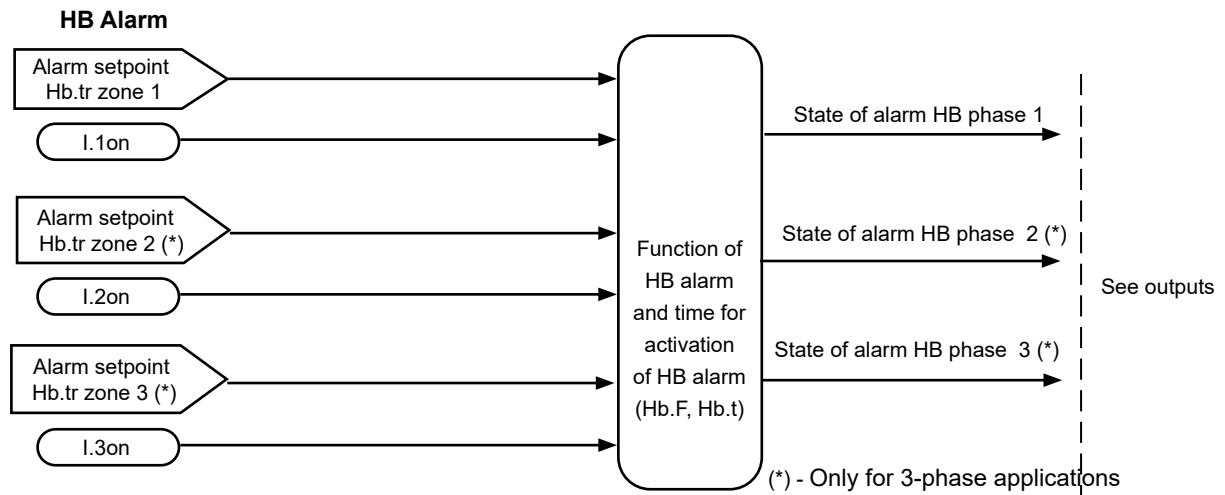 HB Alarm
Alarm setpoint
Hb.tr zone 1
I.1on
Alarm setpoint
Hb.tr zone 2 (*)
I.2on
Alarm setpoint
Hb.tr zone 3 (*)
I.3on
Function of
HB alarm
and time for
activation
of HB alarm
(Hb.F, Hb.t)
State of alarm HB phase 1
State of alarm HB phase  2 (*)
State of alarm HB phase  3 (*)
See outputs
(*) - Only for 3-phase applications